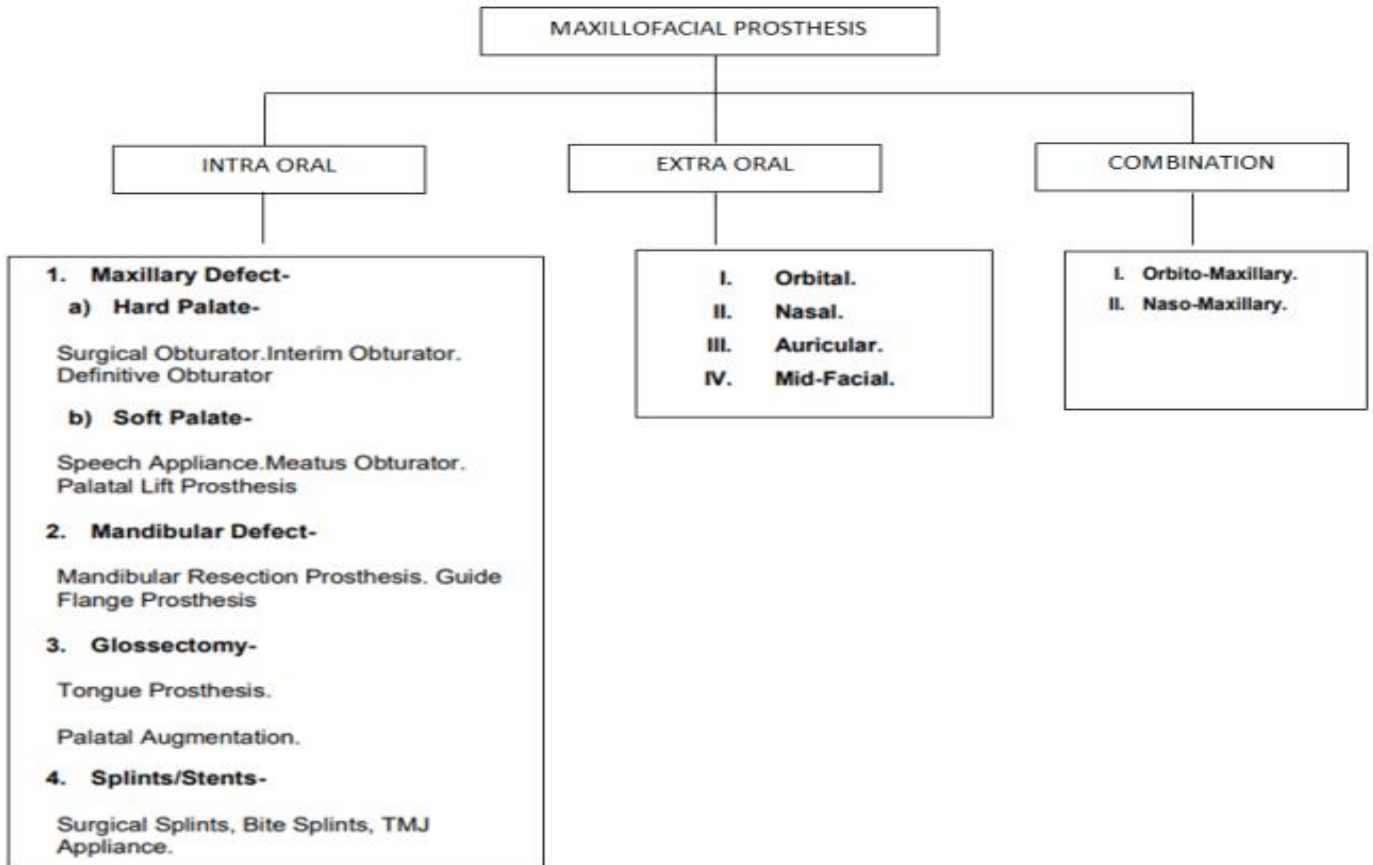 MAXILLOFACIAL PROSTHESIS
INTRA ORAL
EXTRA ORAL
COMBINATION
1. Maxillary Defect-
a) Hard Palate-
Surgical Obturator.Interim Obturator.
Definitive Obturator
b) Soft Palate-
Speech Appliance.Meatus Obturator.
Palatal Lift Prosthesis
2. Mandibular Defect-
Mandibular Resection Prosthesis. Guide
Flange Prosthesis
3. Glossectomy-
Tongue Prosthesis.
Palatal Augmentation.
4. Splints/Stents-
Surgical Splints, Bite Splints, TMJ
Appliance.
I. Orbital.
II. Nasal.
III. Auricular.
IV. Mid-Facial.
I. Orbito-Maxillary.
II. Naso-Maxillary.